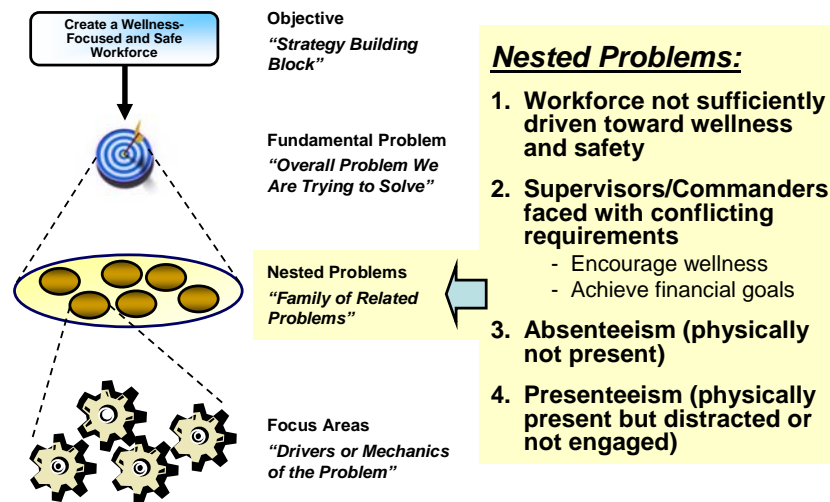 Create a Wellness-
Focused and Safe
Workforce
Objective
“Strategy Building
Block”
Fundamental Problem
“Overall Problem We
Are Trying to Solve”
Nested Problems
“Family of Related
Problems”
Focus Areas
“Drivers or Mechanics
of the Problem”
Nested Problems:
1. Workforce not sufficiently
driven toward wellness
and safety
2. Supervisors/Commanders
faced with conflicting
requirements
- Encourage wellness
- Achieve financial goals
3. Absenteeism (physically
not present)
4. Presenteeism (physically
present but distracted or
not engaged)